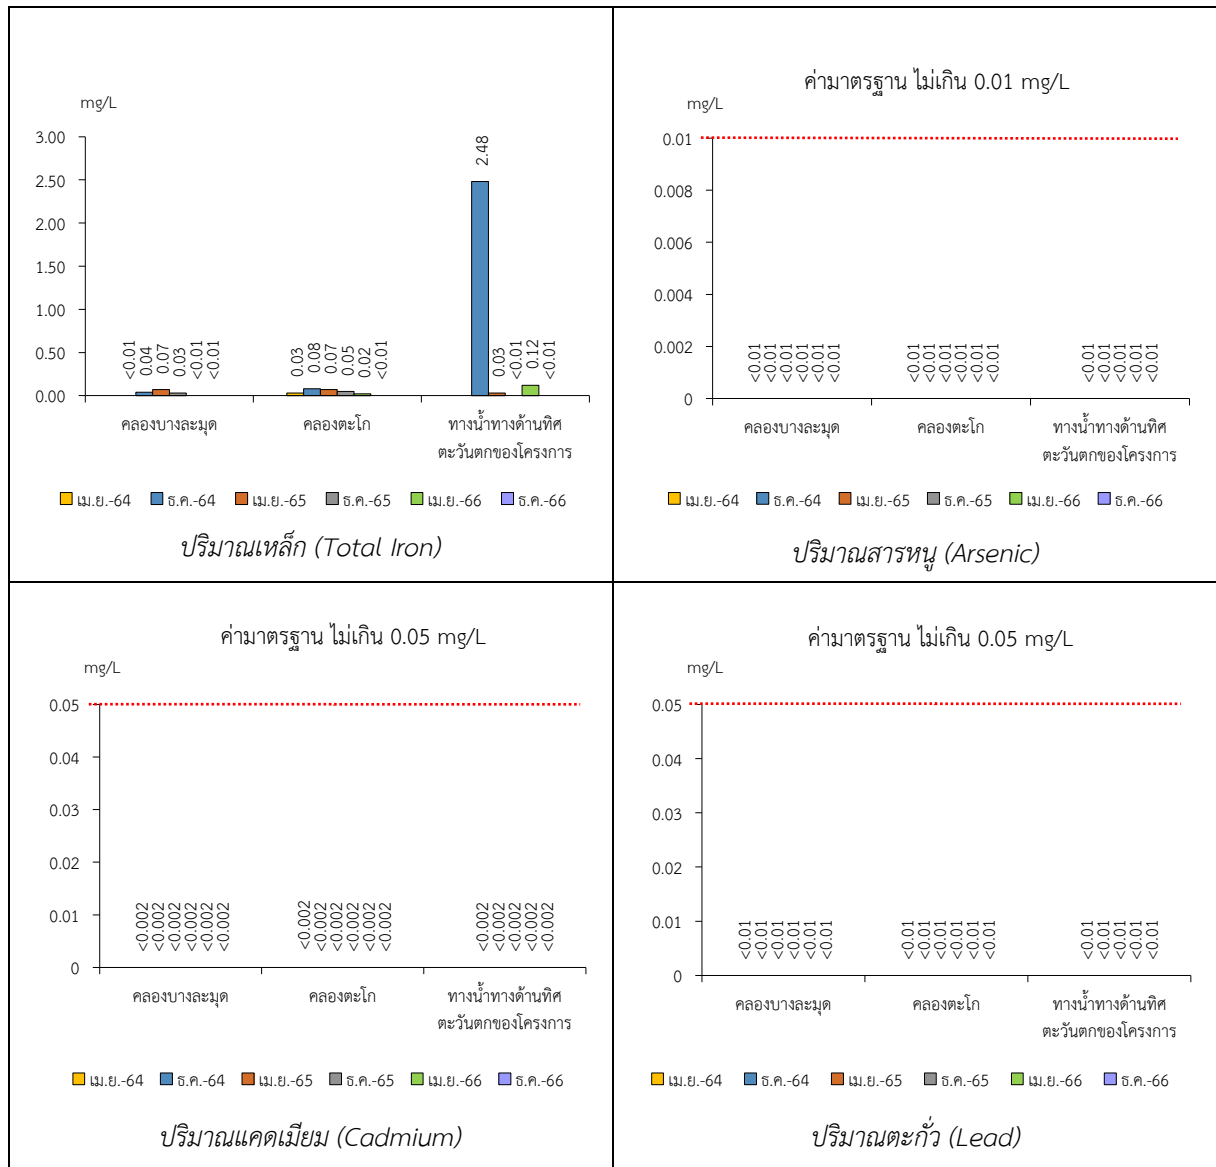 mg/L
3.00
2.50
2.00
1.50
1.00
0.50
0.00
<0.01 0.04 0.07 0.03 <0.01 <0.01
0.03 0.08 0.07 0.05 0.02 <0.01
2.48 0.03 <0.01 0.12 <0.01
คลองบางละมุด คลองตะโก ทางน้ำทางด้านทิศ
ตะวันตกของโครงการ
เม.ย.-64 ธ.ค.-64 เม.ย.-65 ธ.ค.-65 เม.ย.-66 ธ.ค.-66
ปริมาณเหล็ก (Total Iron)
ค่ามาตรฐาน ไม่เกิน 0.01 mg/L
mg/L
0.01
0.008
0.006
0.004
0.002
0
<0.01 <0.01 <0.01 <0.01 <0.01 <0.01
<0.01 <0.01 <0.01 <0.01 <0.01 <0.01
<0.01 <0.01 <0.01 <0.01 <0.01
คลองบางละมุด คลองตะโก ทางน้ำทางด้านทิศ
ตะวันตกของโครงการ
เม.ย.-64 ธ.ค.-64 เม.ย.-65 ธ.ค.-65 เม.ย.-66 ธ.ค.-66
ปริมาณสารหนู (Arsenic)
ค่ามาตรฐาน ไม่เกิน 0.05 mg/L
mg/L
0.05
0.04
0.03
0.02
0.01
0
<0.002 <0.002 <0.002 <0.002 <0.002 <0.002
<0.002 <0.002 <0.002 <0.002 <0.002 <0.002
<0.002 <0.002 <0.002 <0.002 <0.002
คลองบางละมุด คลองตะโก ทางน้ำทางด้านทิศ
ตะวันตกของโครงการ
เม.ย.-64 ธ.ค.-64 เม.ย.-65 ธ.ค.-65 เม.ย.-66 ธ.ค.-66
ปริมาณแคดเมียม (Cadmium)
ค่ามาตรฐาน ไม่เกิน 0.05 mg/L
mg/L
0.05
0.04
0.03
0.02
0.01
0
<0.01 <0.01 <0.01 <0.01 <0.01 <0.01
<0.01 <0.01 <0.01 <0.01 <0.01 <0.01
<0.01 <0.01 <0.01 <0.01 <0.01
คลองบางละมุด คลองตะโก ทางน้ำทางด้านทิศ
ตะวันตกของโครงการ
เม.ย.-64 ธ.ค.-64 เม.ย.-65 ธ.ค.-65 เม.ย.-66 ธ.ค.-66
ปริมาณตะกั่ว (Lead)